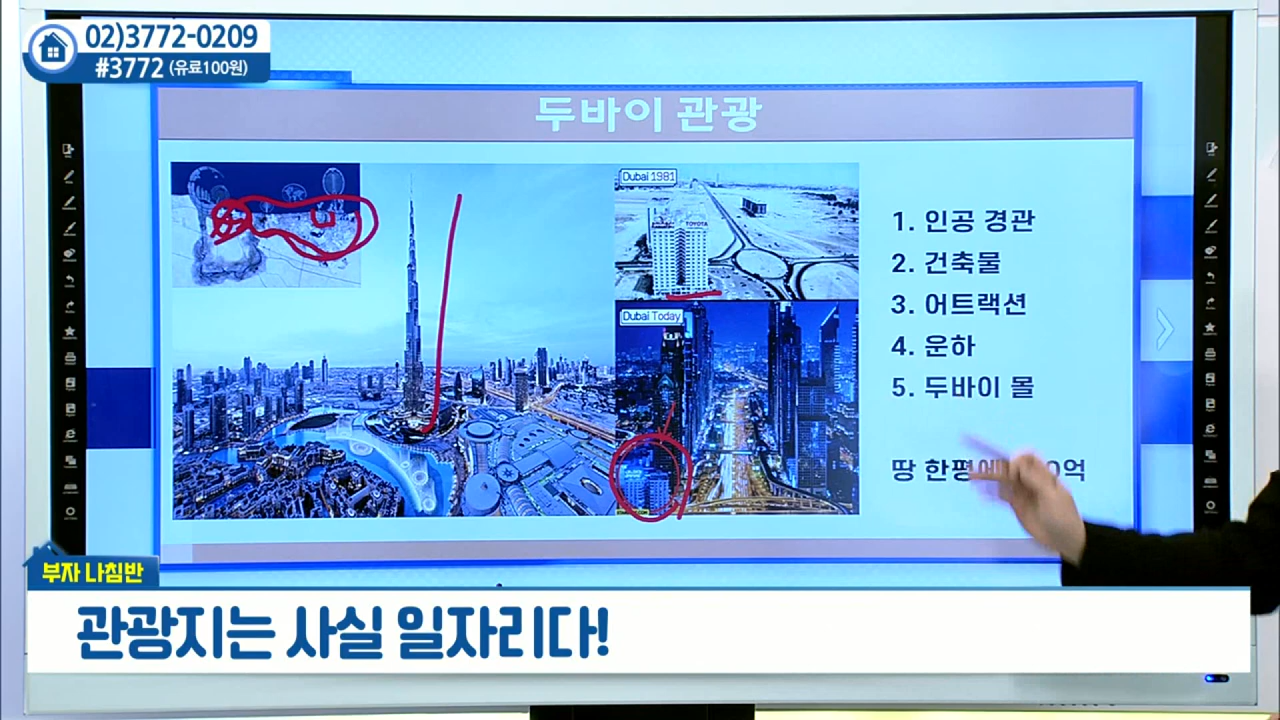 02)3772-0209
#3772 (유료100원)
두바이 관광
Dubai 1981
TOYOTA
Dubai Today
1. 인공 경관
2. 건축물
3. 어트랙션
4. 운하
5. 두바이 몰
땅 한평에
부자 나침반
관광지는 사실 일자리다!